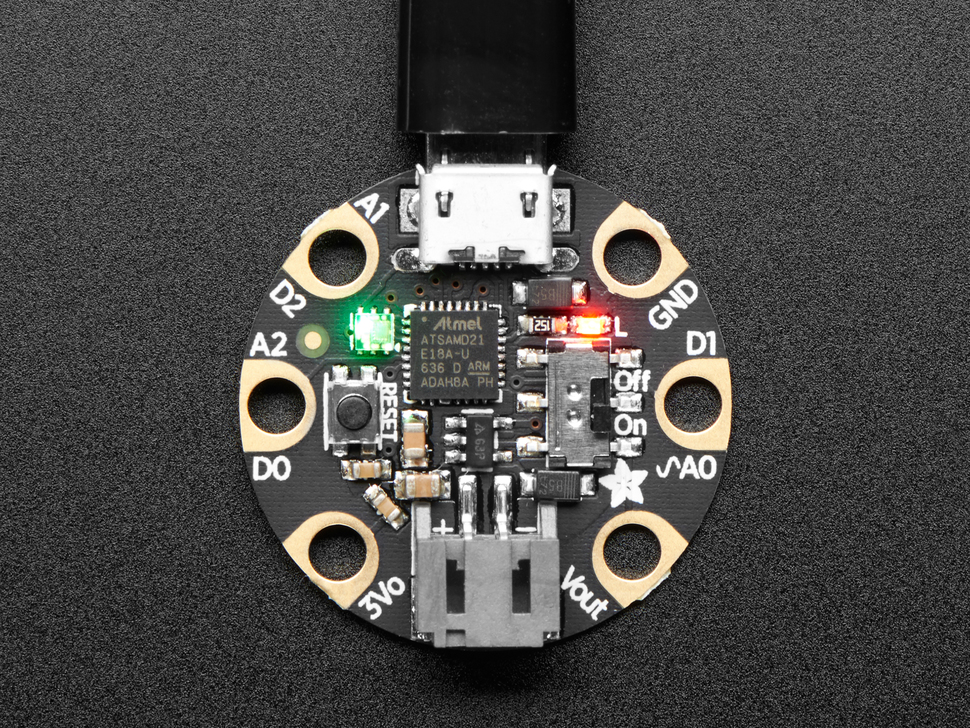 A1
D2
A2
D0
3Vo
GND
D1
A0
Vout
Atmel
ATSAMD21
E18A-U
636 D ARM
ADAH8A PH
RESET
151
L
Off
On
+
-